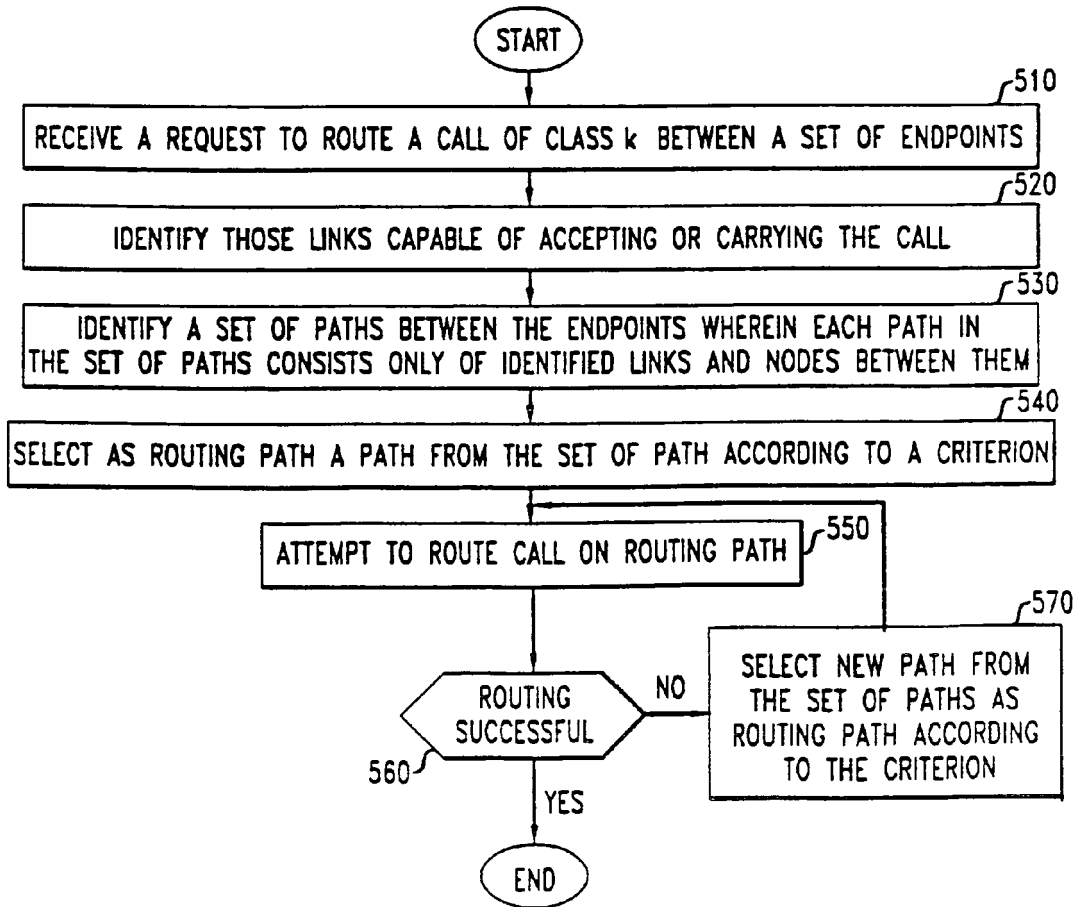 START
510
RECEIVE A REQUEST TO ROUTE A CALL OF CLASS k BETWEEN A SET OF ENDPOINTS
520
IDENTIFY THOSE LINKS CAPABLE OF ACCEPTING OR CARRYING THE CALL
530
IDENTIFY A SET OF PATHS BETWEEN THE ENDPOINTS WHEREIN EACH PATH IN
THE SET OF PATHS CONSISTS ONLY OF IDENTIFIED LINKS AND NODES BETWEEN THEM
540
SELECT AS ROUTING PATH A PATH FROM THE SET OF PATH ACCORDING TO A CRITERION
550
ATTEMPT TO ROUTE CALL ON ROUTING PATH
570
SELECT NEW PATH FROM
THE SET OF PATHS AS
ROUTING PATH ACCORDING
TO THE CRITERION
NO
ROUTING
SUCCESSFUL
560
YES
END